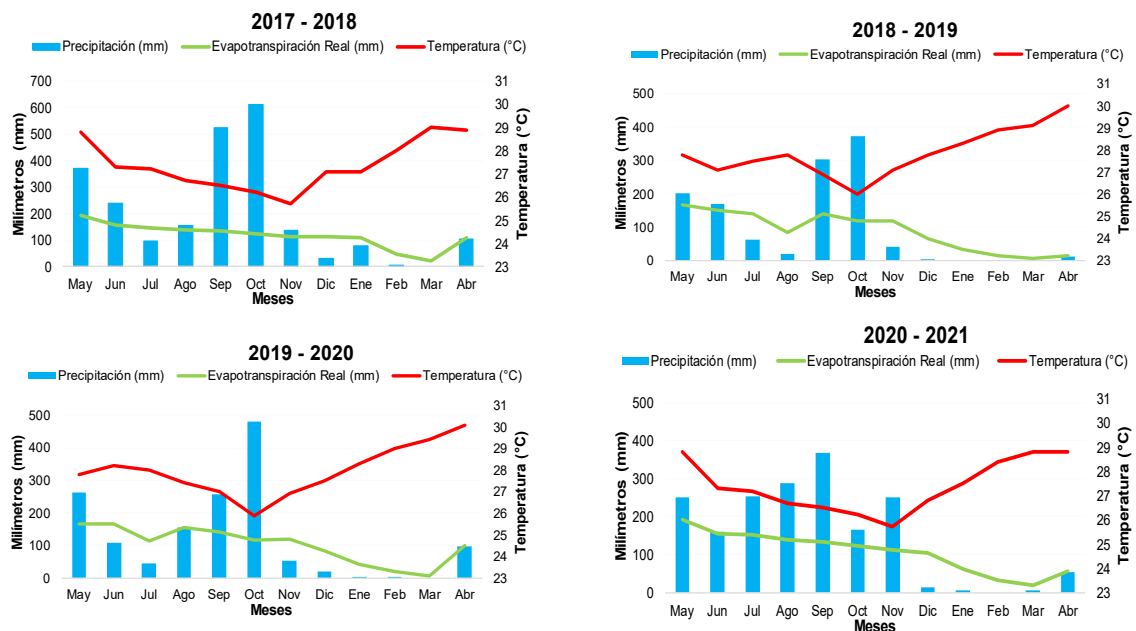 2017 - 2018
Precipitación (mm) Evapotranspiración Real (mm) Temperatura (°C)
Milímetros (mm)
700
600
500
400
300
200
100
0
31
30
29
28
27
26
25
24
23
Temperatura (°C)
May Jun Jul Ago Sep Oct Nov Dic Ene Feb Mar Abr
Meses
2018 - 2019
Precipitación (mm) Evapotranspiración Real (mm) Temperatura (°C)
Milímetros (mm)
500
400
300
200
100
0
31
30
29
28
27
26
25
24
23
Temperatura (°C)
May Jun Jul Ago Sep Oct Nov Dic Ene Feb Mar Abr
Meses
2019 - 2020
Precipitación (mm) Evapotranspiración Real (mm) Temperatura (°C)
Milímetros (mm)
500
400
300
200
100
0
31
30
29
28
27
26
25
24
23
Temperatura (°C)
May Jun Jul Ago Sep Oct Nov Dic Ene Feb Mar Abr
Meses
2020 - 2021
Precipitación (mm) Evapotranspiración Real (mm) Temperatura (°C)
Milímetros (mm)
500
400
300
200
100
0
31
30
29
28
27
26
25
24
23
Temperatura (°C)
May Jun Jul Ago Sep Oct Nov Dic Ene Feb Mar Abr
Meses